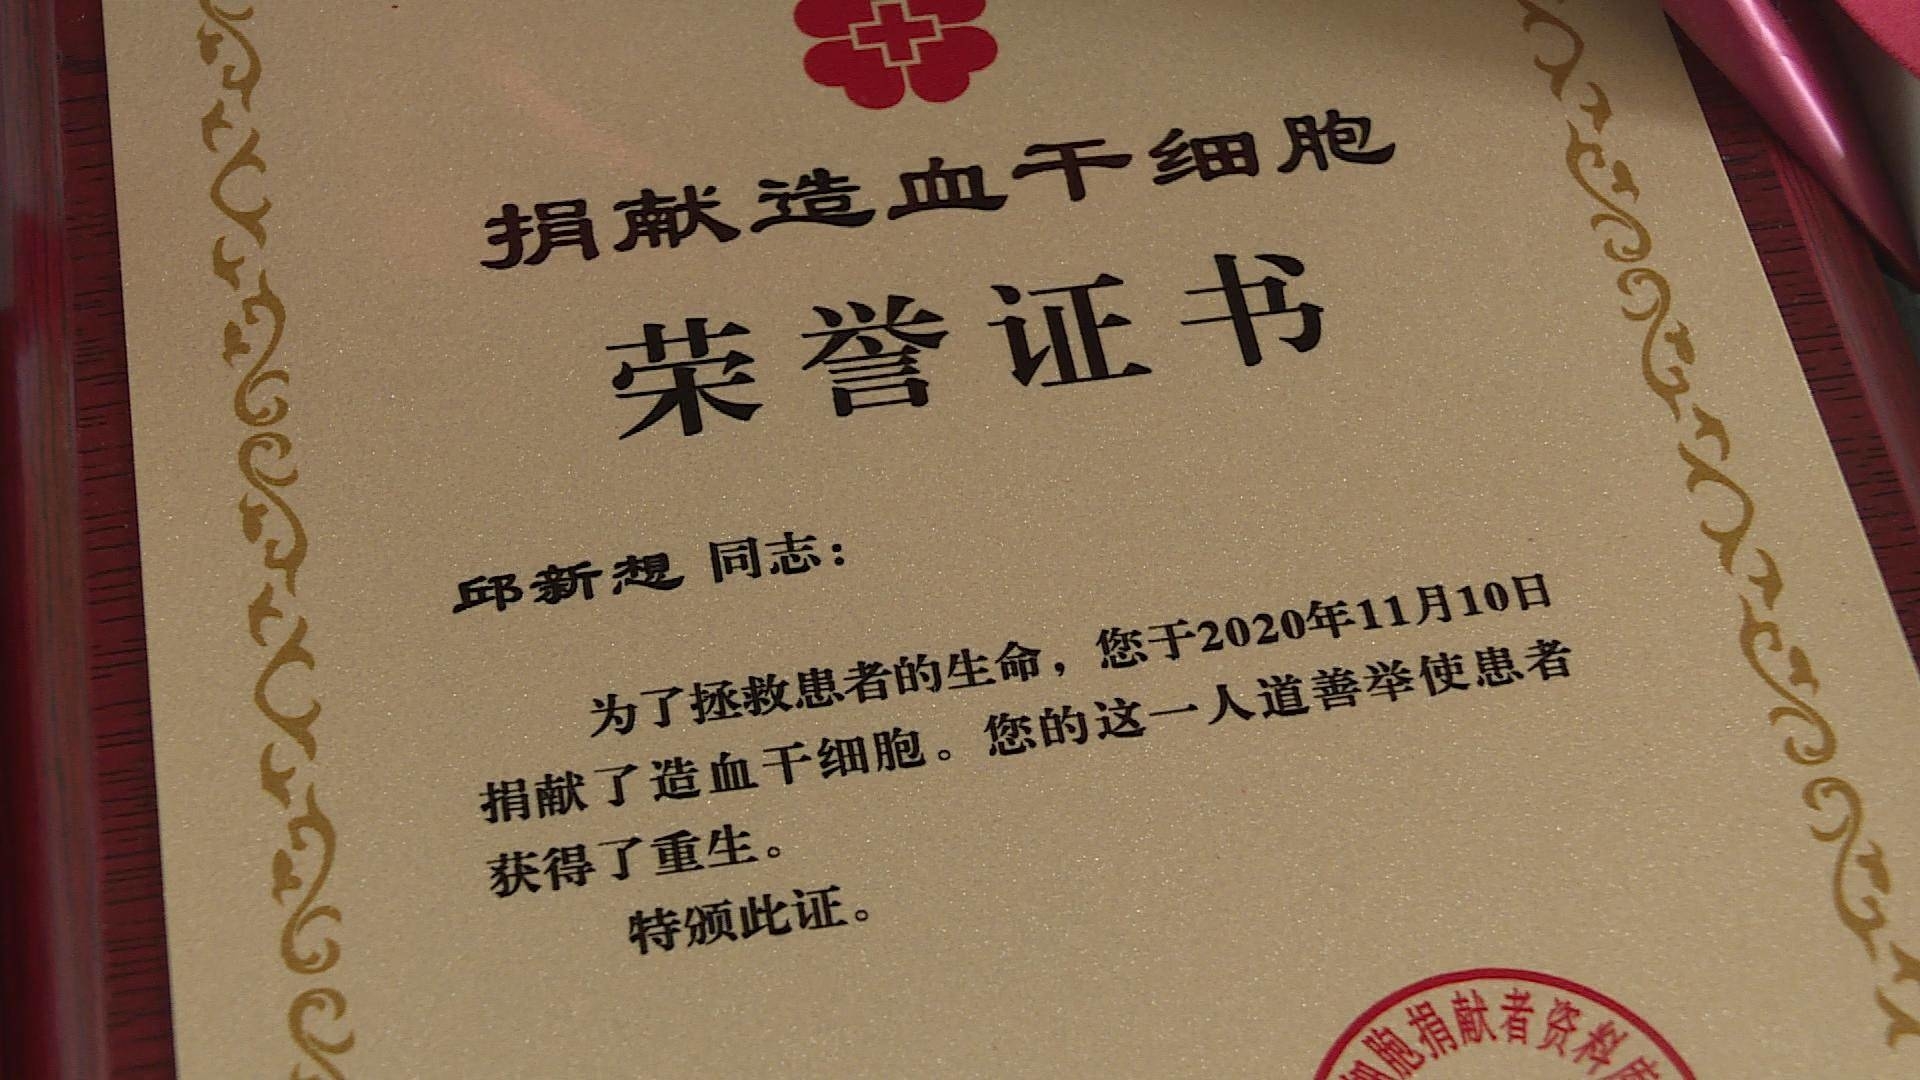 捐献造血干细胞
荣誉证书
邱新想 同志：
为了拯救患者的生命，您于2020年11月10日
捐献了造血干细胞。您的这一人道善举使患者
获得了重生。
特颁此证。
细胞捐献者资料库